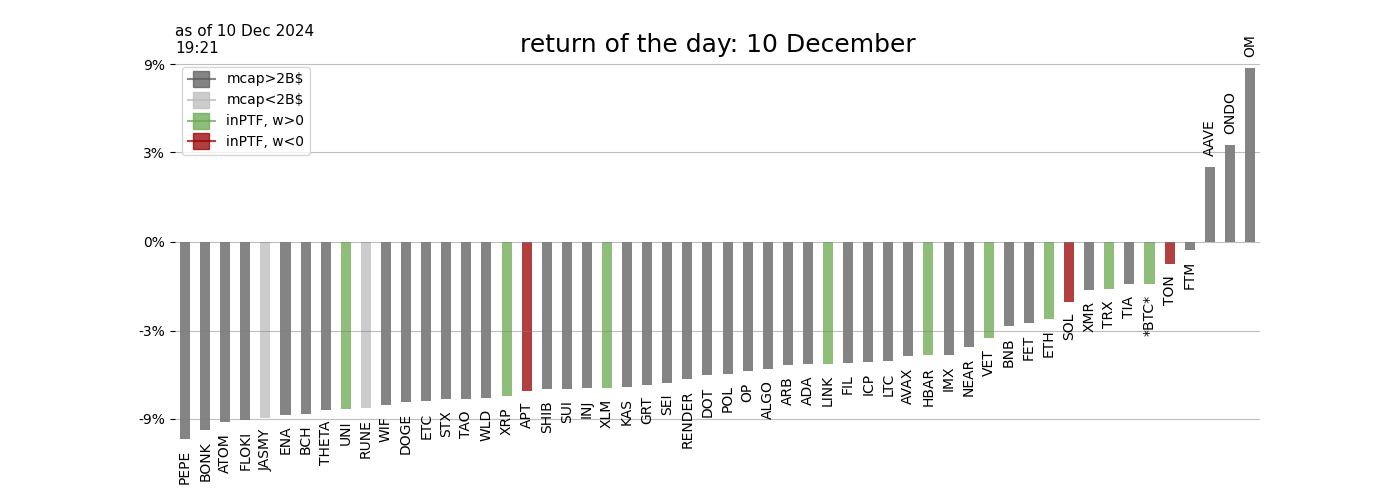 as of 10 Dec 2024
19:21
return of the day: 10 December
OM
9%
mcap>2B$
mcap<2B$
inPTF, w>0
inPTF, w<0
3%
0%
-3%
-9%
PEPE
BONK
ATOM
FLOKI
JASMY
ENA
BCH
THETA
UNI
RUNE
WIF
DOGE
ETC
STX
TAO
WLD
XRP
APT
SHIB
SUI
INJ
XLM
KAS
GRT
SEI
RENDER
DOT
POL
OP
ALGO
ARB
ADA
LINK
FIL
ICP
LTC
AVAX
HBAR
IMX
NEAR
VET
BNB
FET
ETH
SOL
XMR
TRX
TIA
*BTC*
TON
FTM
AAVE
ONDO